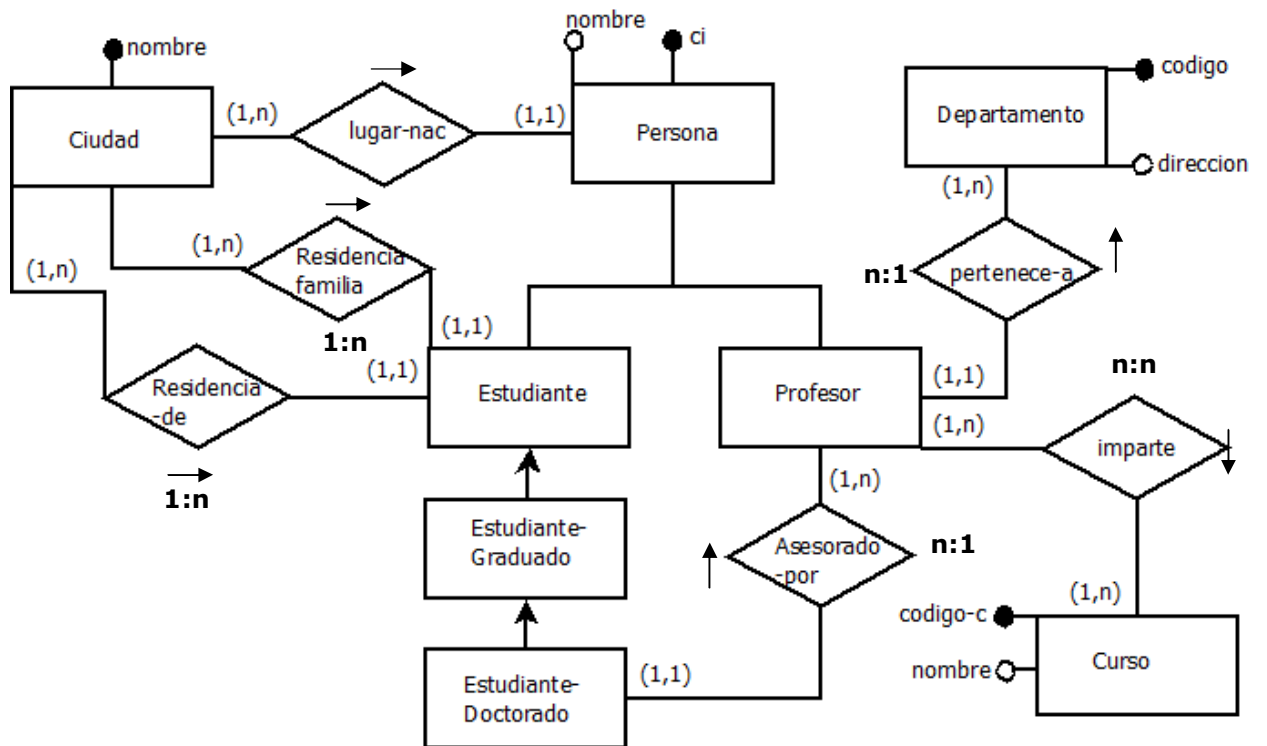 nombre
nombre
ci
codigo
Ciudad
(1,n)
lugar-nac
(1,1)
Persona
Departamento
direccion
(1,n)
(1,n)
Residencia
familia
(1,n)
n:1
pertenece-a
1:n
(1,1)
(1,1)
Residencia
-de
Estudiante
Profesor
(1,1)
n:n
(1,n)
imparte
1:n
(1,n)
Estudiante-
Graduado
Asesorado
-por
n:1
(1,n)
codigo-c
nombre
Curso
Estudiante-
Doctorado
(1,1)